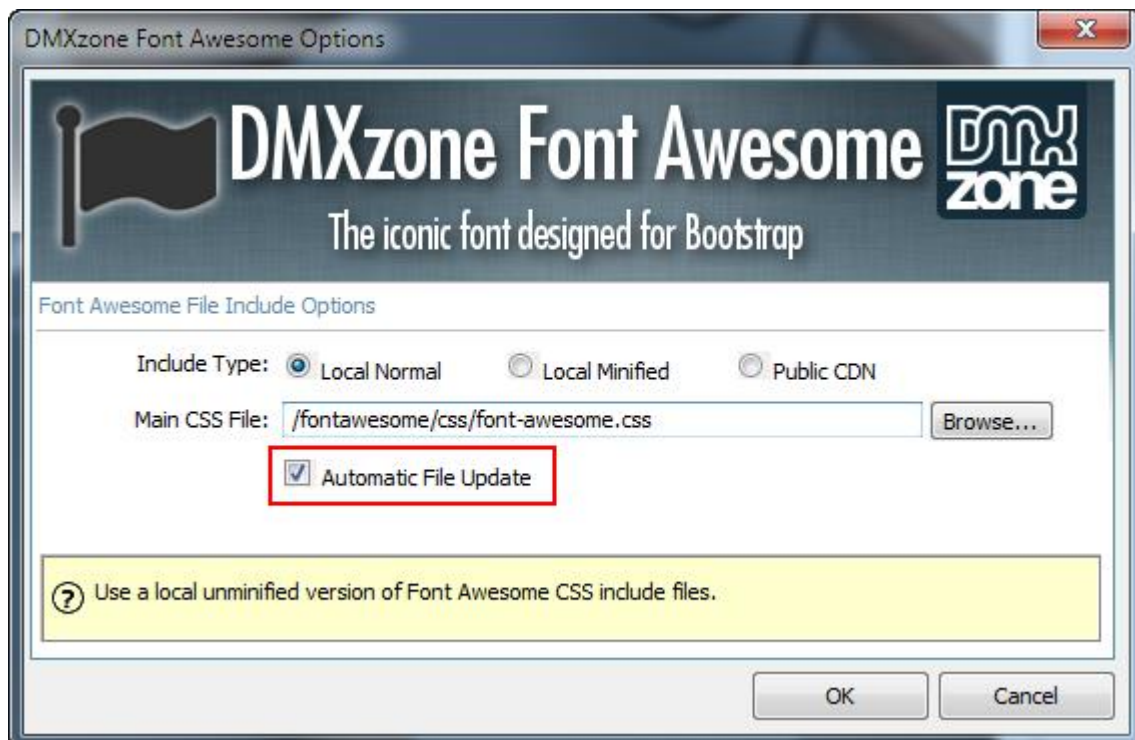 DMXzone Font Awesome Options
DMXzone Font Awesome
DMX
zone
The iconic font designed for Bootstrap
Font Awesome File Include Options
Include Type: Local Normal Local Minified Public CDN
Main CSS File: /fontawesome/css/font-awesome.css Browse...
Automatic File Update
Use a local unminified version of Font Awesome CSS include files.
OK Cancel